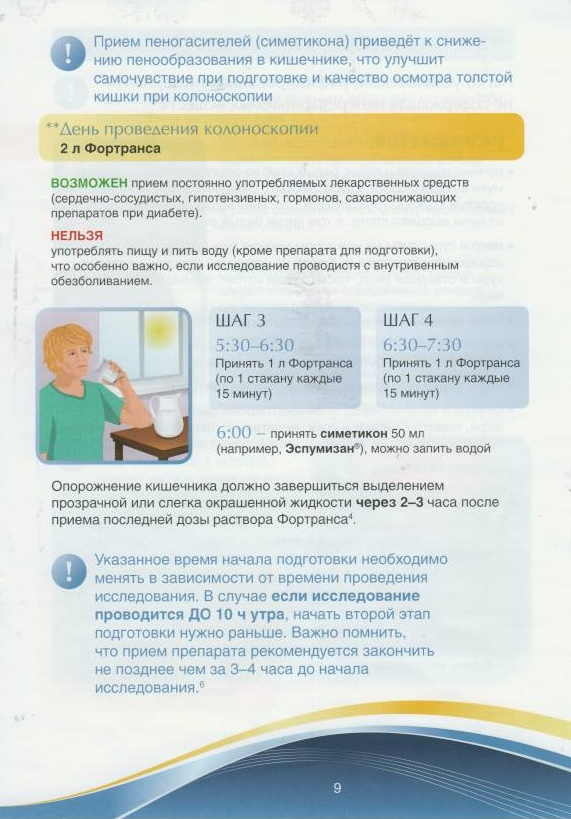 Прием пеногасителей (симетикона) приведёт к сниже-
нию пенообразования в кишечнике, что улучшит
самочувствие при подготовке и качество осмотра толстой
кишки при колоноскопии
**День проведения колоноскопии
2 л Фортранса
ВОЗМОЖЕН прием постоянно употребляемых лекарственных средств
(сердечно-сосудистых, гипотензивных, гормонов, сахароснижающих
препаратов при диабете).
НЕЛЬЗЯ
употреблять пищу и пить воду (кроме препарата для подготовки),
что особенно важно, если исследование проводистя с внутривенным
обезболиванием.
ШАГ 3
5:30–6:30
Принять 1 л Фортранса
(по 1 стакану каждые
15 минут)
ШАГ 4
6:30–7:30
Принять 1 л Фортранса
(по 1 стакану каждые
15 минут)
6:00 – принять симетикон 50 мл
(например, Эспумизан®), можно запить водой
Опорожнение кишечника должно завершиться выделением
прозрачной или слегка окрашенной жидкости через 2–3 часа после
приема последней дозы раствора Фортранса⁴.
Указанное время начала подготовки необходимо
менять в зависимости от времени проведения
исследования. В случае если исследование
проводится ДО 10 ч утра, начать второй этап
подготовки нужно раньше. Важно помнить,
что прием препарата рекомендуется закончить
не позднее чем за 3–4 часа до начала
исследования.⁶
9